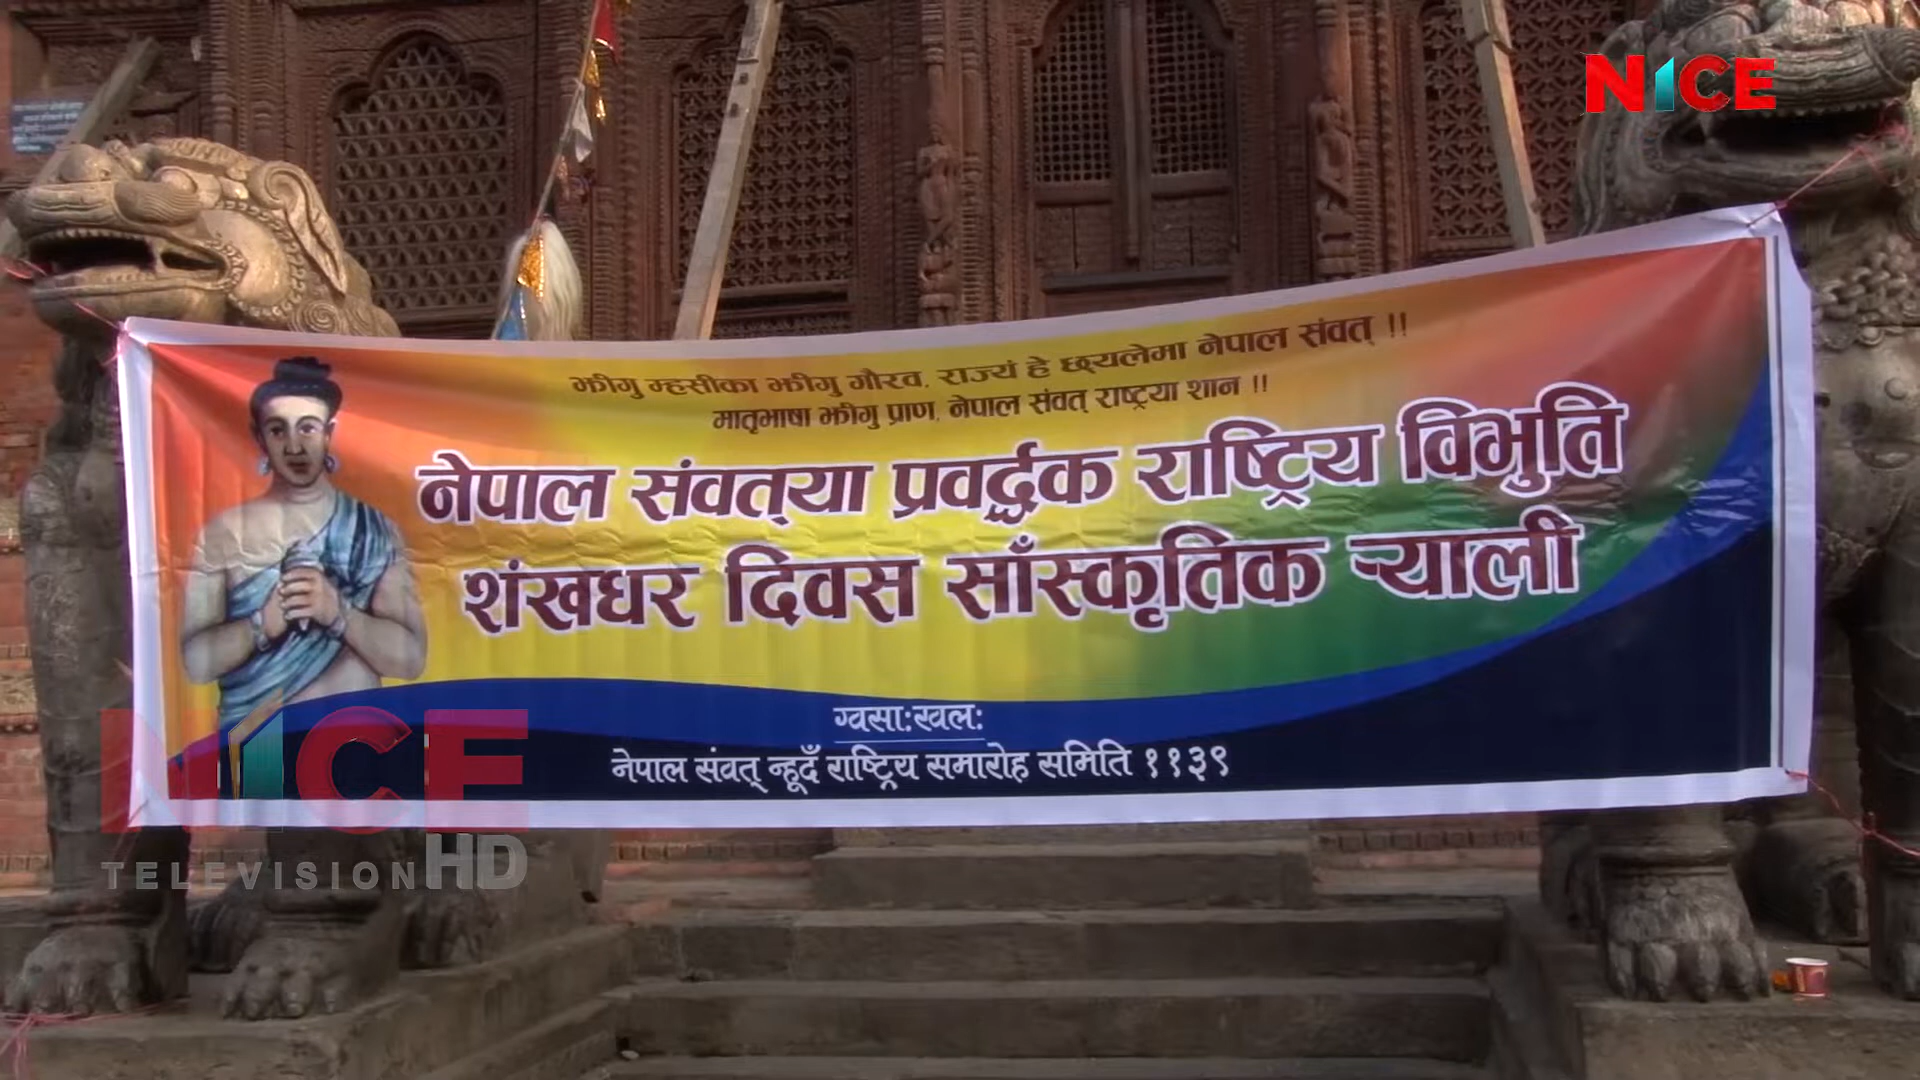 NICE
झीगु म्हसीका झीगु गौरव, राज्यं हे छ्यलेमा नेपाल संवत् !!
मातृभाषा झीगु प्राण, नेपाल संवत् राष्ट्रया शान !!
नेपाल संवत्‌या प्रवर्द्धक राष्ट्रिय विभुति
शंखधर दिवस साँस्कृतिक र्‍याली
ग्वसाःखलः
नेपाल संवत् न्हूदँ राष्ट्रिय समारोह समिति ११३९
NICE
TELEVISION HD